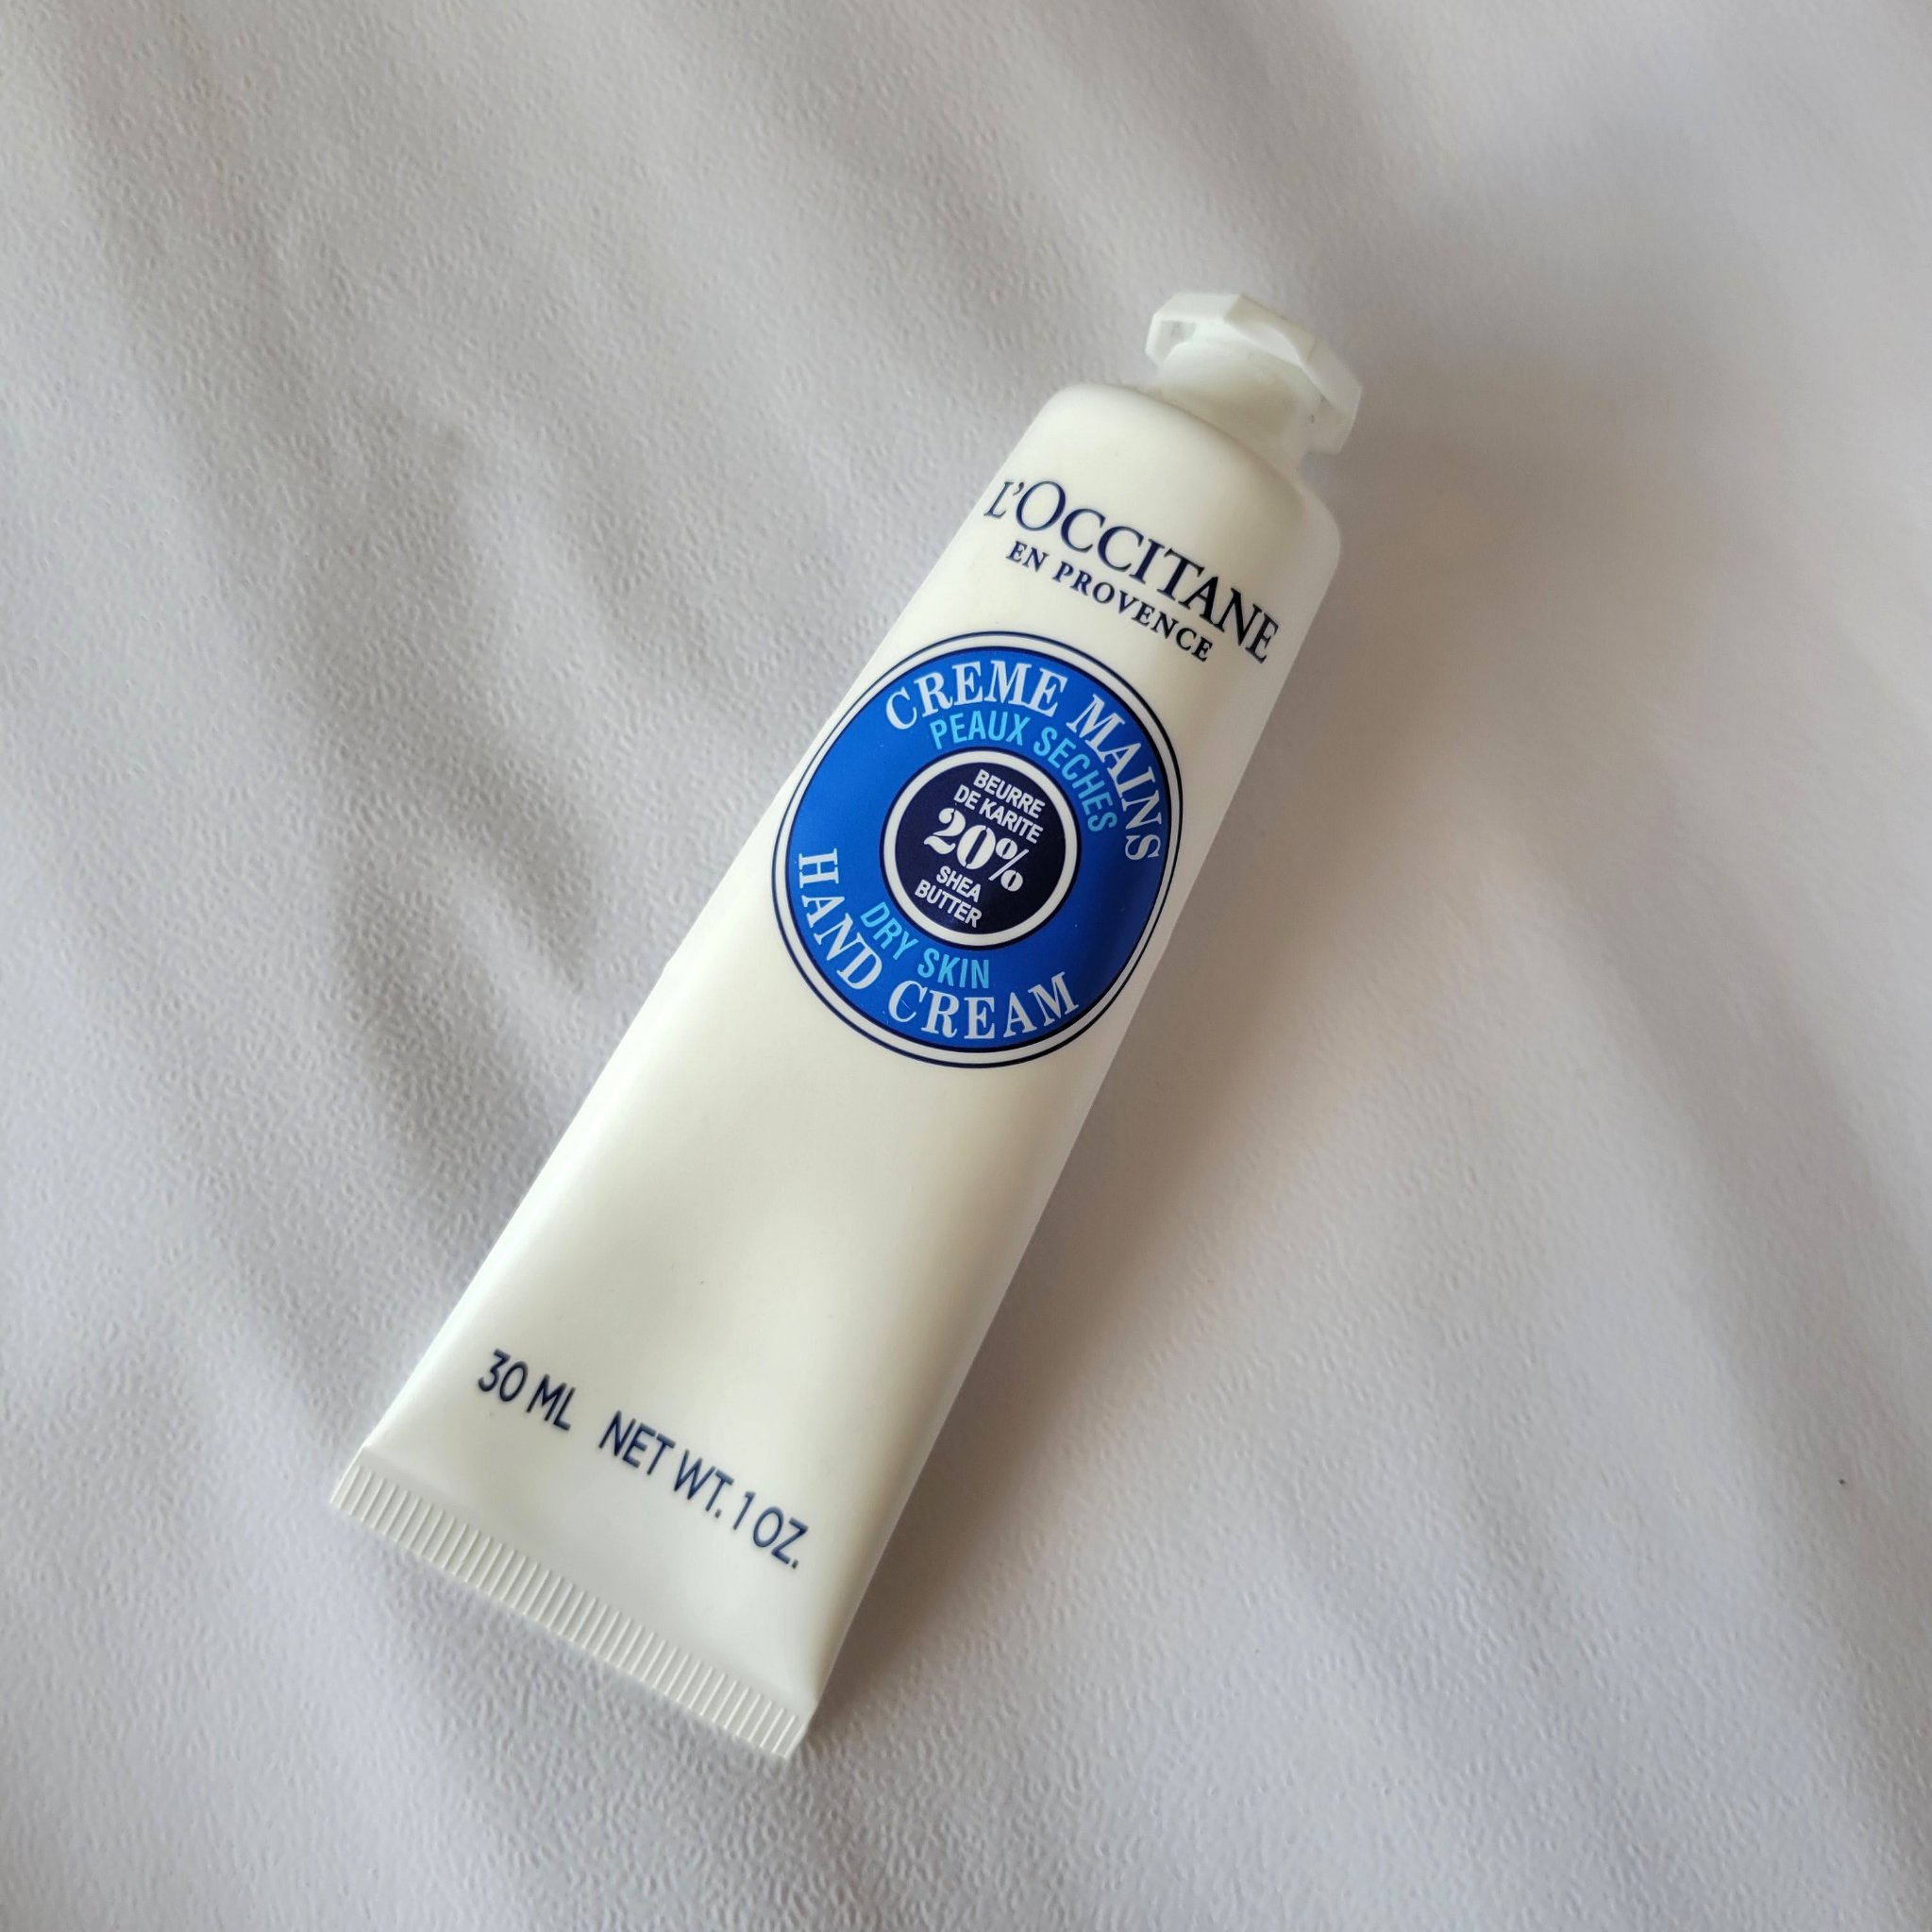 L'OCCITANE
EN PROVENCE
CREME MAINS
PEAUX SECHES
BEURRE
DE KARITE
20%
SHEA
BUTTER
DRY SKIN
HAND CREAM
30 ML NET WT. 1 OZ.